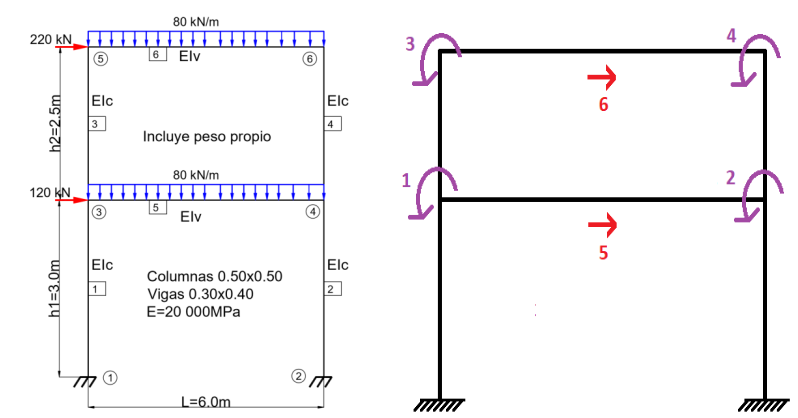 80 kN/m
220 kN
5
6
EIv
6
EIc
3
EIc
4
h2=2.5m
Incluye peso propio
80 kN/m
120 kN
3
5
EIv
4
EIc
1
EIc
2
h1=3.0m
Columnas 0.50x0.50
Vigas 0.30x0.40
E=20 000MPa
1
2
L=6.0m
3
4
6
1
2
5